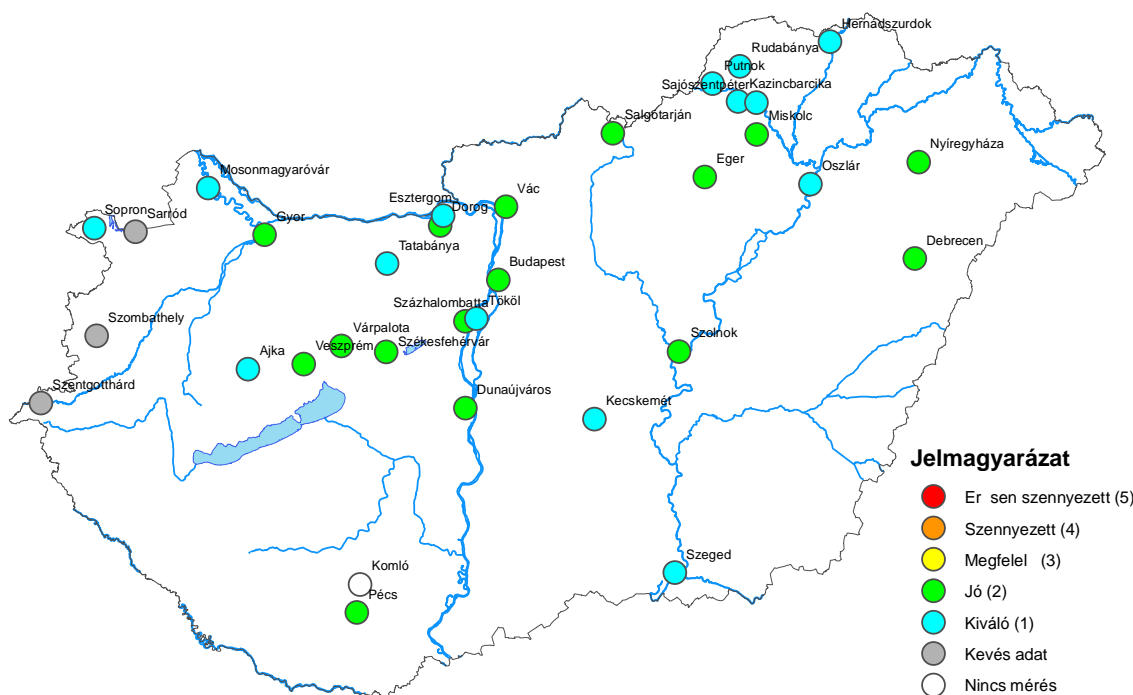 Hernádszurdok
Rudabánya
Putnok
Sajószentpéter
Kazincbarcika
Salgótarján
Miskolc
Eger
Nyíregyháza
Oszlár
Mosonmagyaróvár
Vác
Esztergom
Dorog
Sopron
Sarród
Gyor
Tatabánya
Debrecen
Budapest
Százhalombatta
Tököl
Szombathely
Várpalota
Székesfehérvár
Szolnok
Ajka
Veszprém
Szentgotthárd
Dunaújváros
Kecskemét
Szeged
Komló
Pécs
Jelmagyarázat
Er sen szennyezett (5)
Szennyezett (4)
Megfelel (3)
Jó (2)
Kiváló (1)
Kevés adat
Nincs mérés